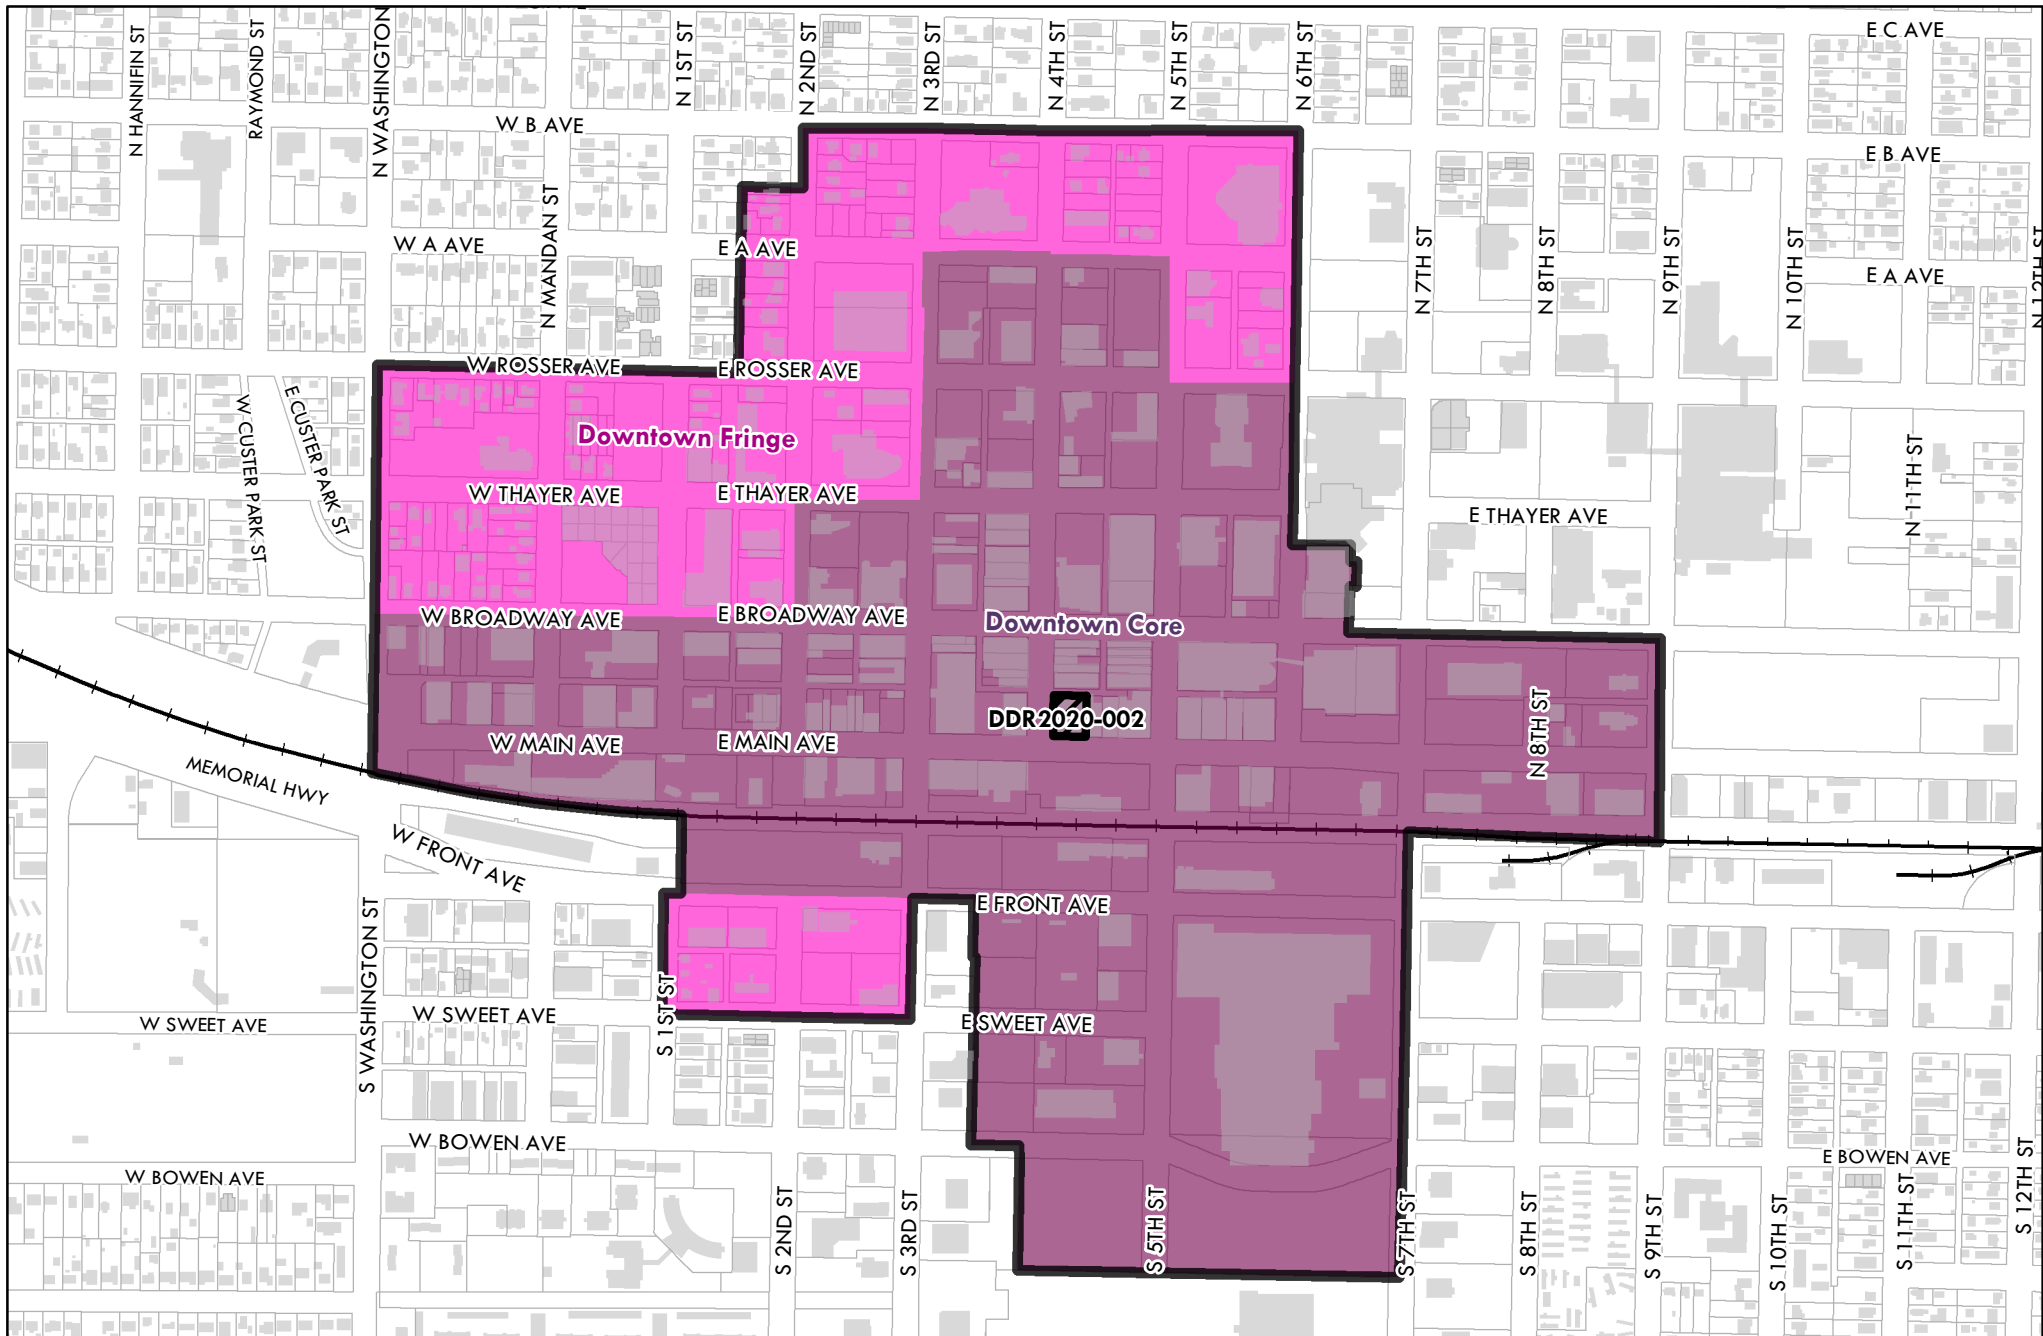 E C AVE
N HANNIFIN ST
RAYMOND ST
N WASHINGTON
N 1ST ST
N 2ND ST
N 3RD ST
N 4TH ST
N 5TH ST
N 6TH ST
W B AVE
E B AVE
N MANDAN ST
W A AVE
E A AVE
N 7TH ST
N 8TH ST
N 9TH ST
N 10TH ST
E A AVE
N 12TH ST
W ROSSER AVE
E ROSSER AVE
W CUSTER PARK ST
E CUSTER PARK ST
Downtown Fringe
N 11TH ST
W THAYER AVE
E THAYER AVE
E THAYER AVE
W BROADWAY AVE
E BROADWAY AVE
Downtown Core
DDR2020-002
N 8TH ST
W MAIN AVE
E MAIN AVE
MEMORIAL HWY
W FRONT AVE
E FRONT AVE
S WASHINGTON ST
S 1ST ST
W SWEET AVE
W SWEET AVE
E SWEET AVE
W BOWEN AVE
W BOWEN AVE
E BOWEN AVE
S 2ND ST
S 3RD ST
S 5TH ST
S 7TH ST
S 8TH ST
S 9TH ST
S 10TH ST
S 11TH ST
S 12TH ST